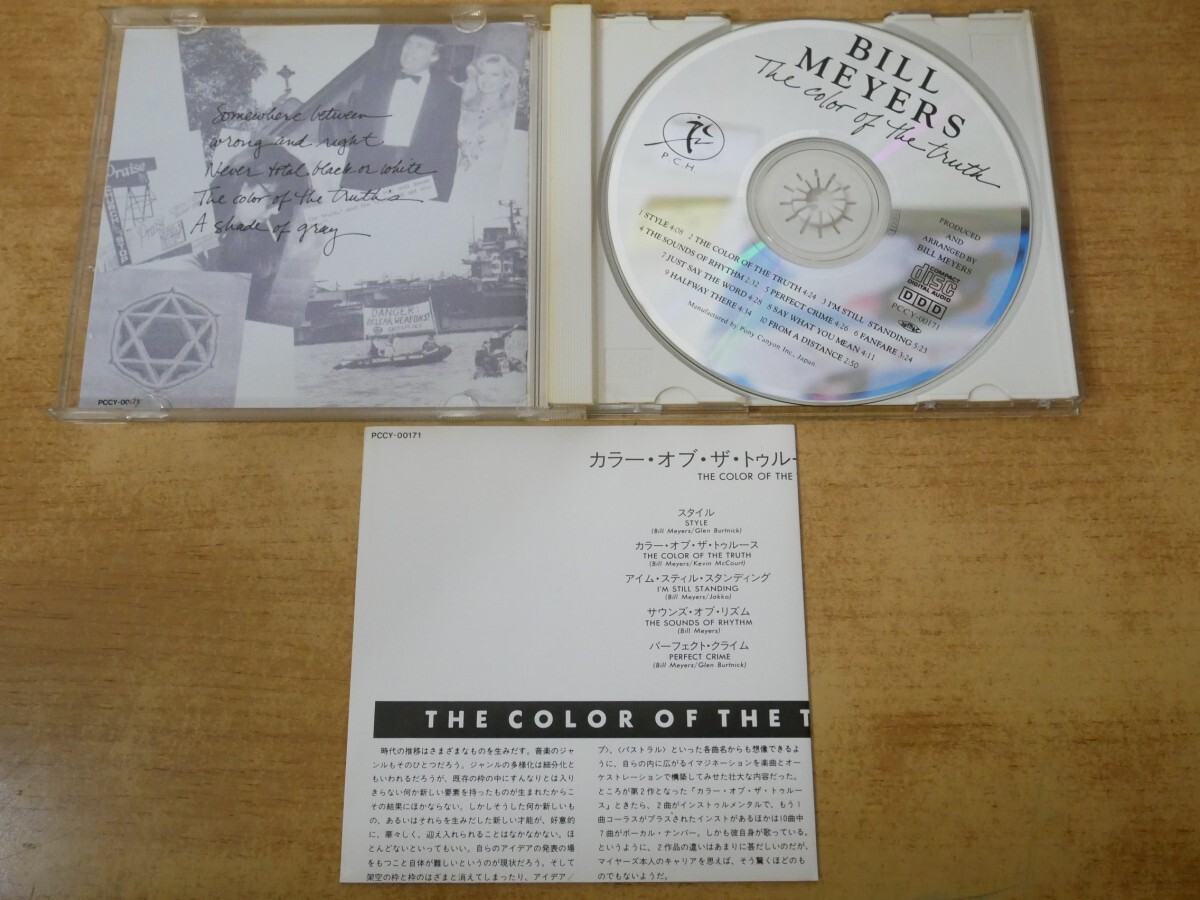 Somewhere between
wrong and right
Never total black or white
The color of the truth's
A shade of gray
Praise
DANGER!
NUCLEAR WEAPONS!
GREENPEACE
PCCY-00171
BILL
MEYERS
The color of the truth
P.C.H
PRODUCED
AND
ARRANGED BY
BILL MEYERS
COMPACT
disc
DIGITAL AUDIO
DDD
PCCY-00171
1 STYLE 4:08 2 THE COLOR OF THE TRUTH 4:24 3 I'M STILL STANDING 5:23
4 THE SOUNDS OF RHYTHM 2:32 5 PERFECT CRIME 4:26 6 FANFARE 3:24
7 JUST SAY THE WORD 4:28 8 SAY WHAT YOU MEAN 4:11
9 HALFWAY THERE 4:34 10 FROM A DISTANCE 2:50
Manufactured by Pony Canyon Inc., Japan
PCCY-00171
カラー・オブ・ザ・トゥルー
THE COLOR OF THE
スタイル
STYLE
(Bill Meyers/Glen Burtnick)
カラー・オブ・ザ・トゥルース
THE COLOR OF THE TRUTH
(Bill Meyers/Kevin McCourt)
アイム・スティル・スタンディング
I'M STILL STANDING
(Bill Meyers/Jakko)
サウンズ・オブ・リズム
THE SOUNDS OF RHYTHM
(Bill Meyers)
パーフェクト・クライム
PERFECT CRIME
(Bill Meyers/Glen Burtnick)
THE COLOR OF THE T
時代の推移はさまざまなものを生みだす。音楽のジャ
ンルもそのひとつだろう。ジャンルの多様化は細分化と
もいわれるだろうが、既存の枠の中にすんなりとは入り
きらない何か新しい要素を持ったものが生まれたからこ
その結果にほかならない。しかしそうした何か新しいも
の、あるいはそれらを生みだした新しい才能が、好意的
に、華々しく、迎え入れられることはなかなかない。ほ
とんどないといってもいい。自らのアイデアの発表の場
をもつこと自体が難しいというのが現状だろう。そして
架空の枠と枠のはざまと消えてしまったり、アイデア/
ブ〉、〈パストラル〉といった各曲名からも想像できるよ
うに、自らの内に広がるイマジネーションを楽曲とオー
ケストレーションで構築してみせた壮大な内容だった。
ところが第2作となった「カラー・オブ・ザ・トゥルー
ス」ときたら、2曲がインストゥルメンタルで、もう1
曲コーラスがプラスされたインストがあるほかは10曲中
7曲がボーカル・ナンバー。しかも彼自身が歌っている。
というように、2作品の違いはあまりに甚だしいのだが、
マイヤーズ本人のキャリアを思えば、そう驚くほどのも
のでもないようだ。